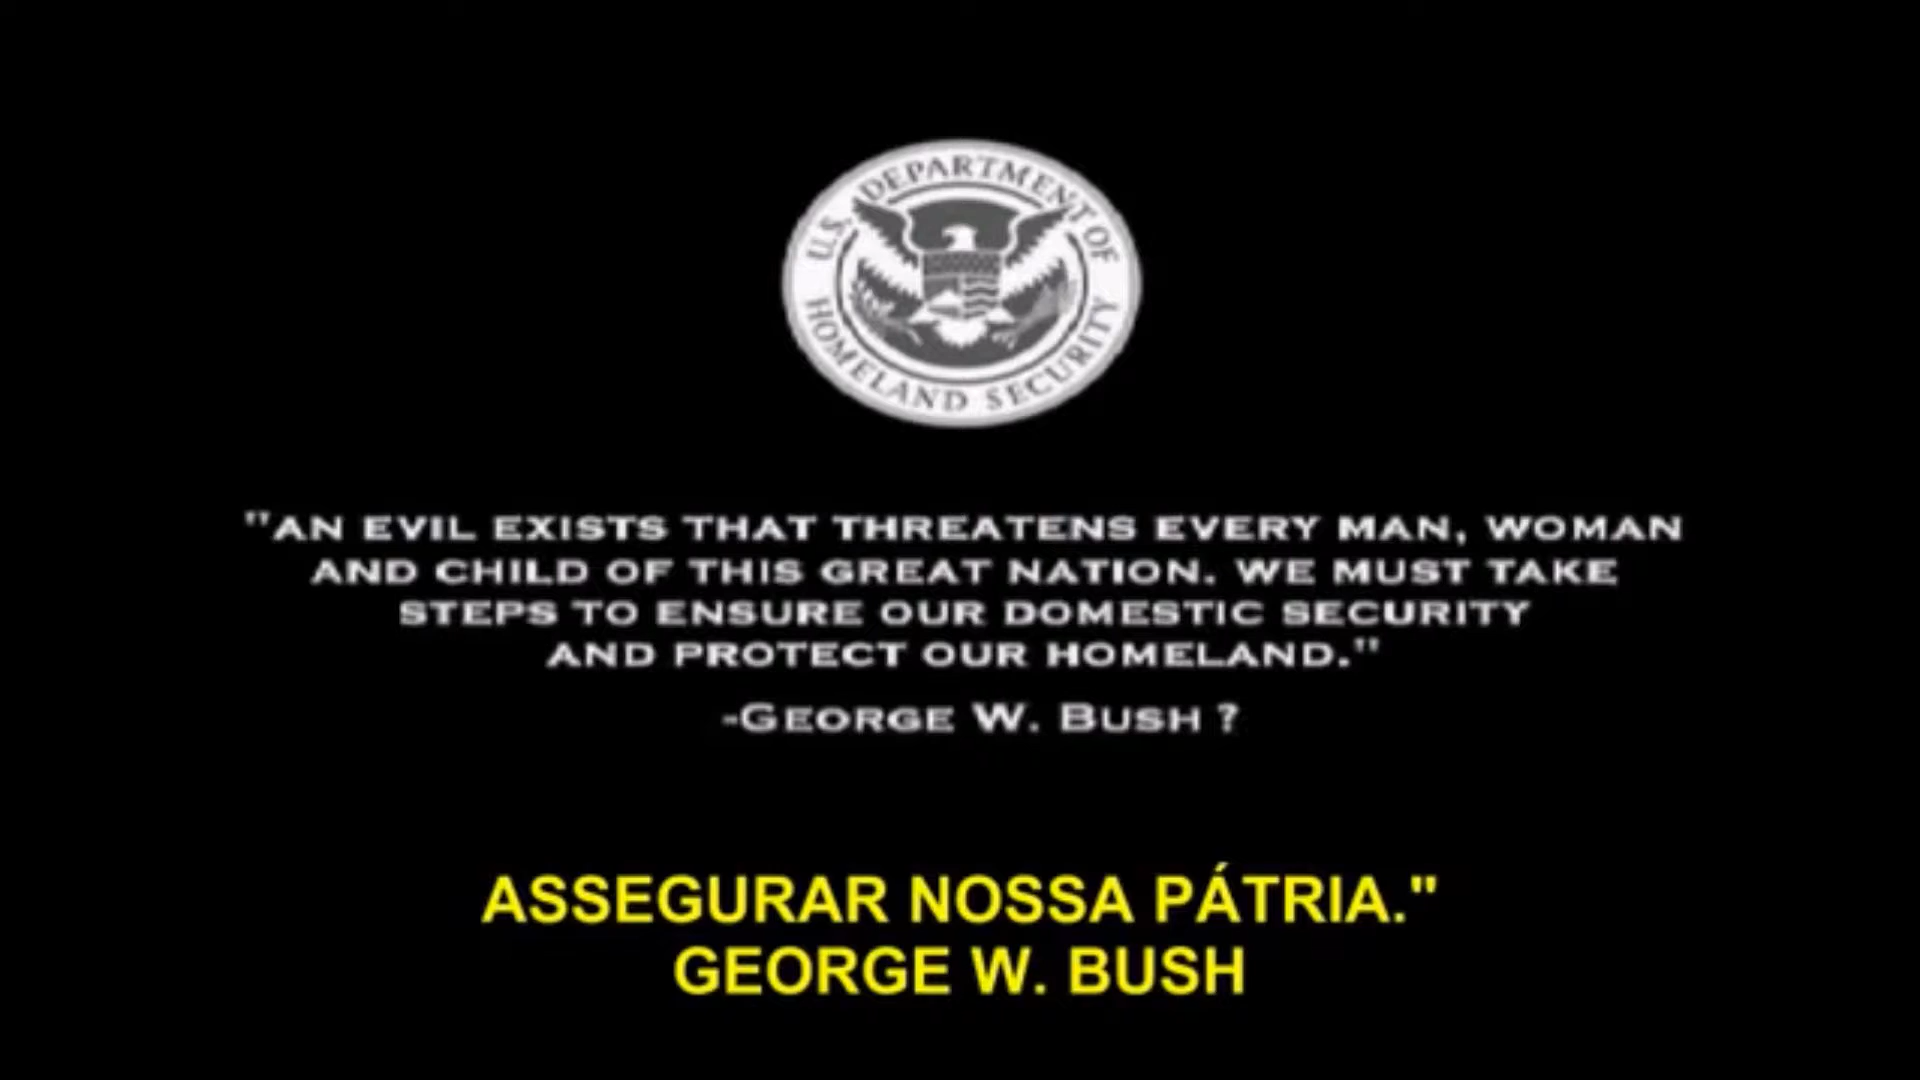 U.S. DEPARTMENT OF
HOMELAND SECURITY
"AN EVIL EXISTS THAT THREATENS EVERY MAN, WOMAN
AND CHILD OF THIS GREAT NATION. WE MUST TAKE
STEPS TO ENSURE OUR DOMESTIC SECURITY
AND PROTECT OUR HOMELAND."
-GEORGE W. BUSH ?
ASSEGURAR NOSSA PÁTRIA."
GEORGE W. BUSH